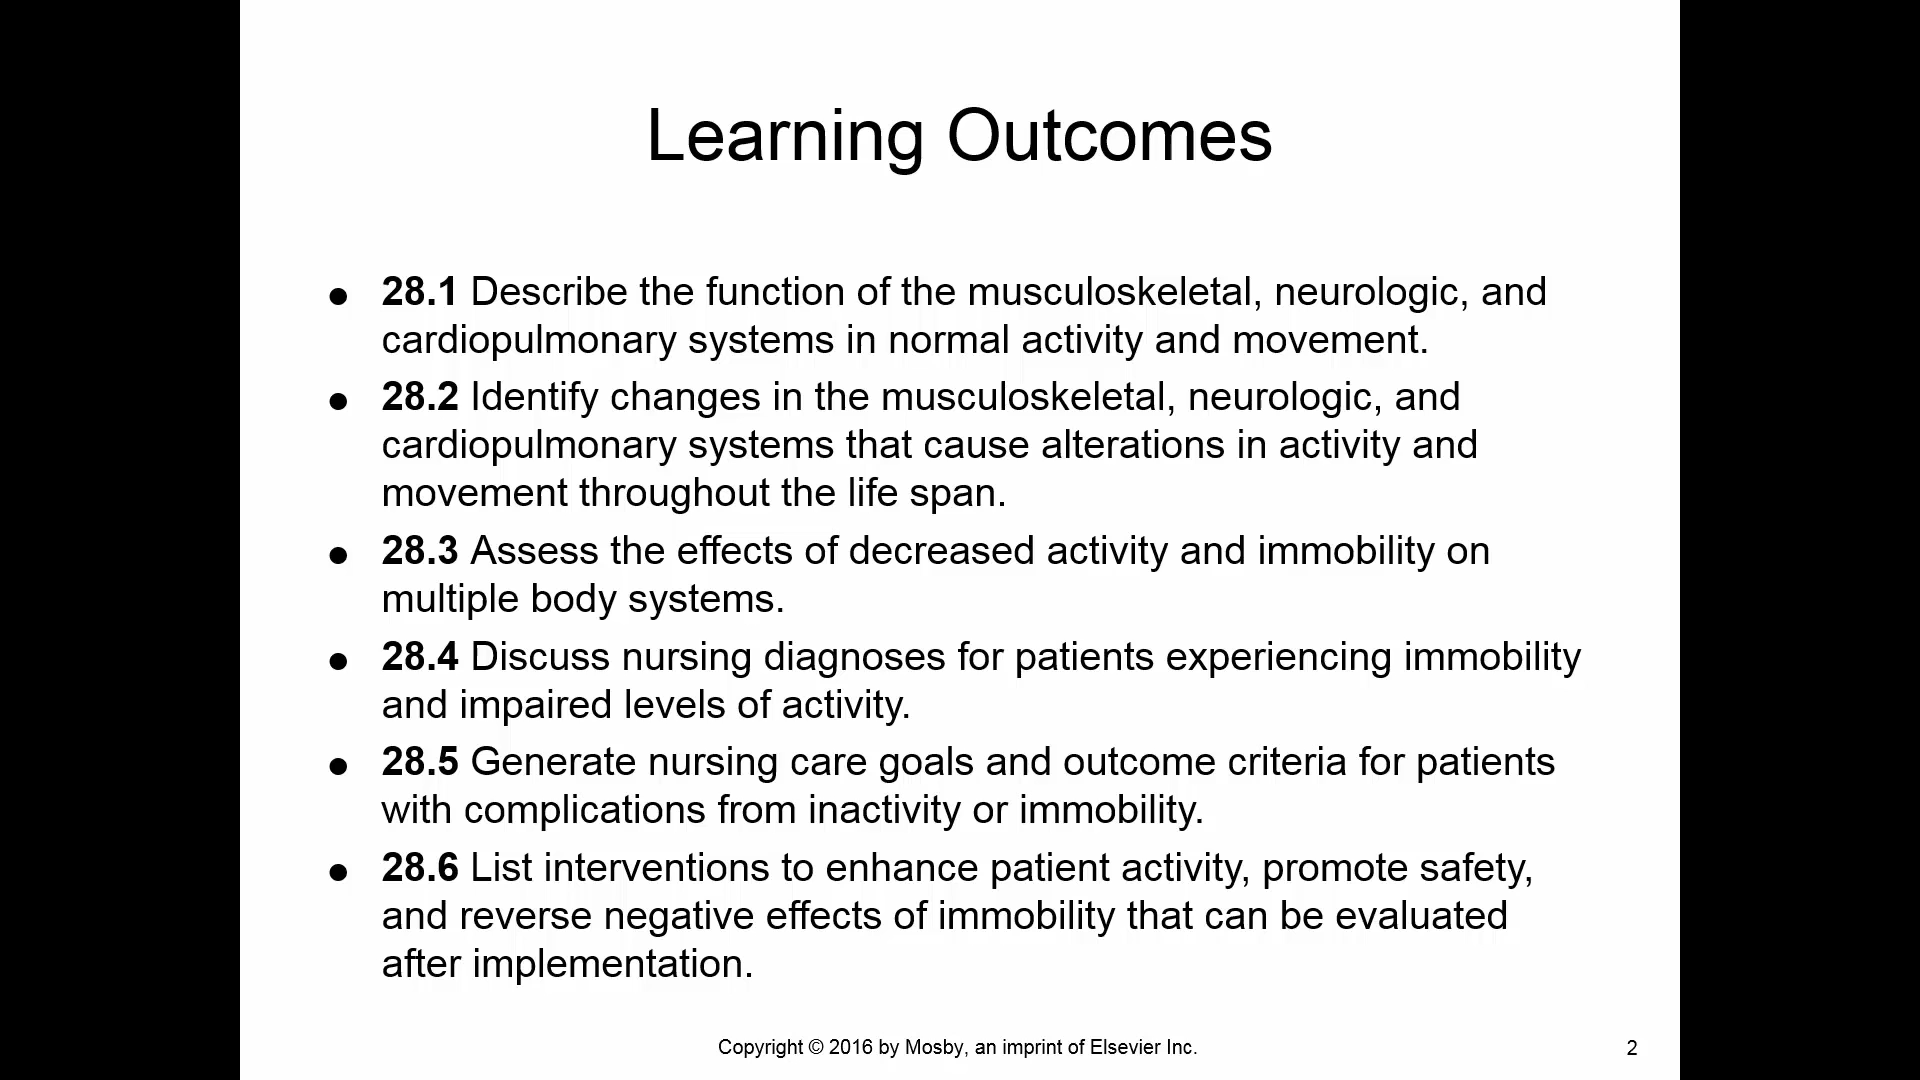 Learning Outcomes
● 28.1 Describe the function of the musculoskeletal, neurologic, and
cardiopulmonary systems in normal activity and movement.
● 28.2 Identify changes in the musculoskeletal, neurologic, and
cardiopulmonary systems that cause alterations in activity and
movement throughout the life span.
● 28.3 Assess the effects of decreased activity and immobility on
multiple body systems.
● 28.4 Discuss nursing diagnoses for patients experiencing immobility
and impaired levels of activity.
● 28.5 Generate nursing care goals and outcome criteria for patients
with complications from inactivity or immobility.
● 28.6 List interventions to enhance patient activity, promote safety,
and reverse negative effects of immobility that can be evaluated
after implementation.
Copyright © 2016 by Mosby, an imprint of Elsevier Inc.
2